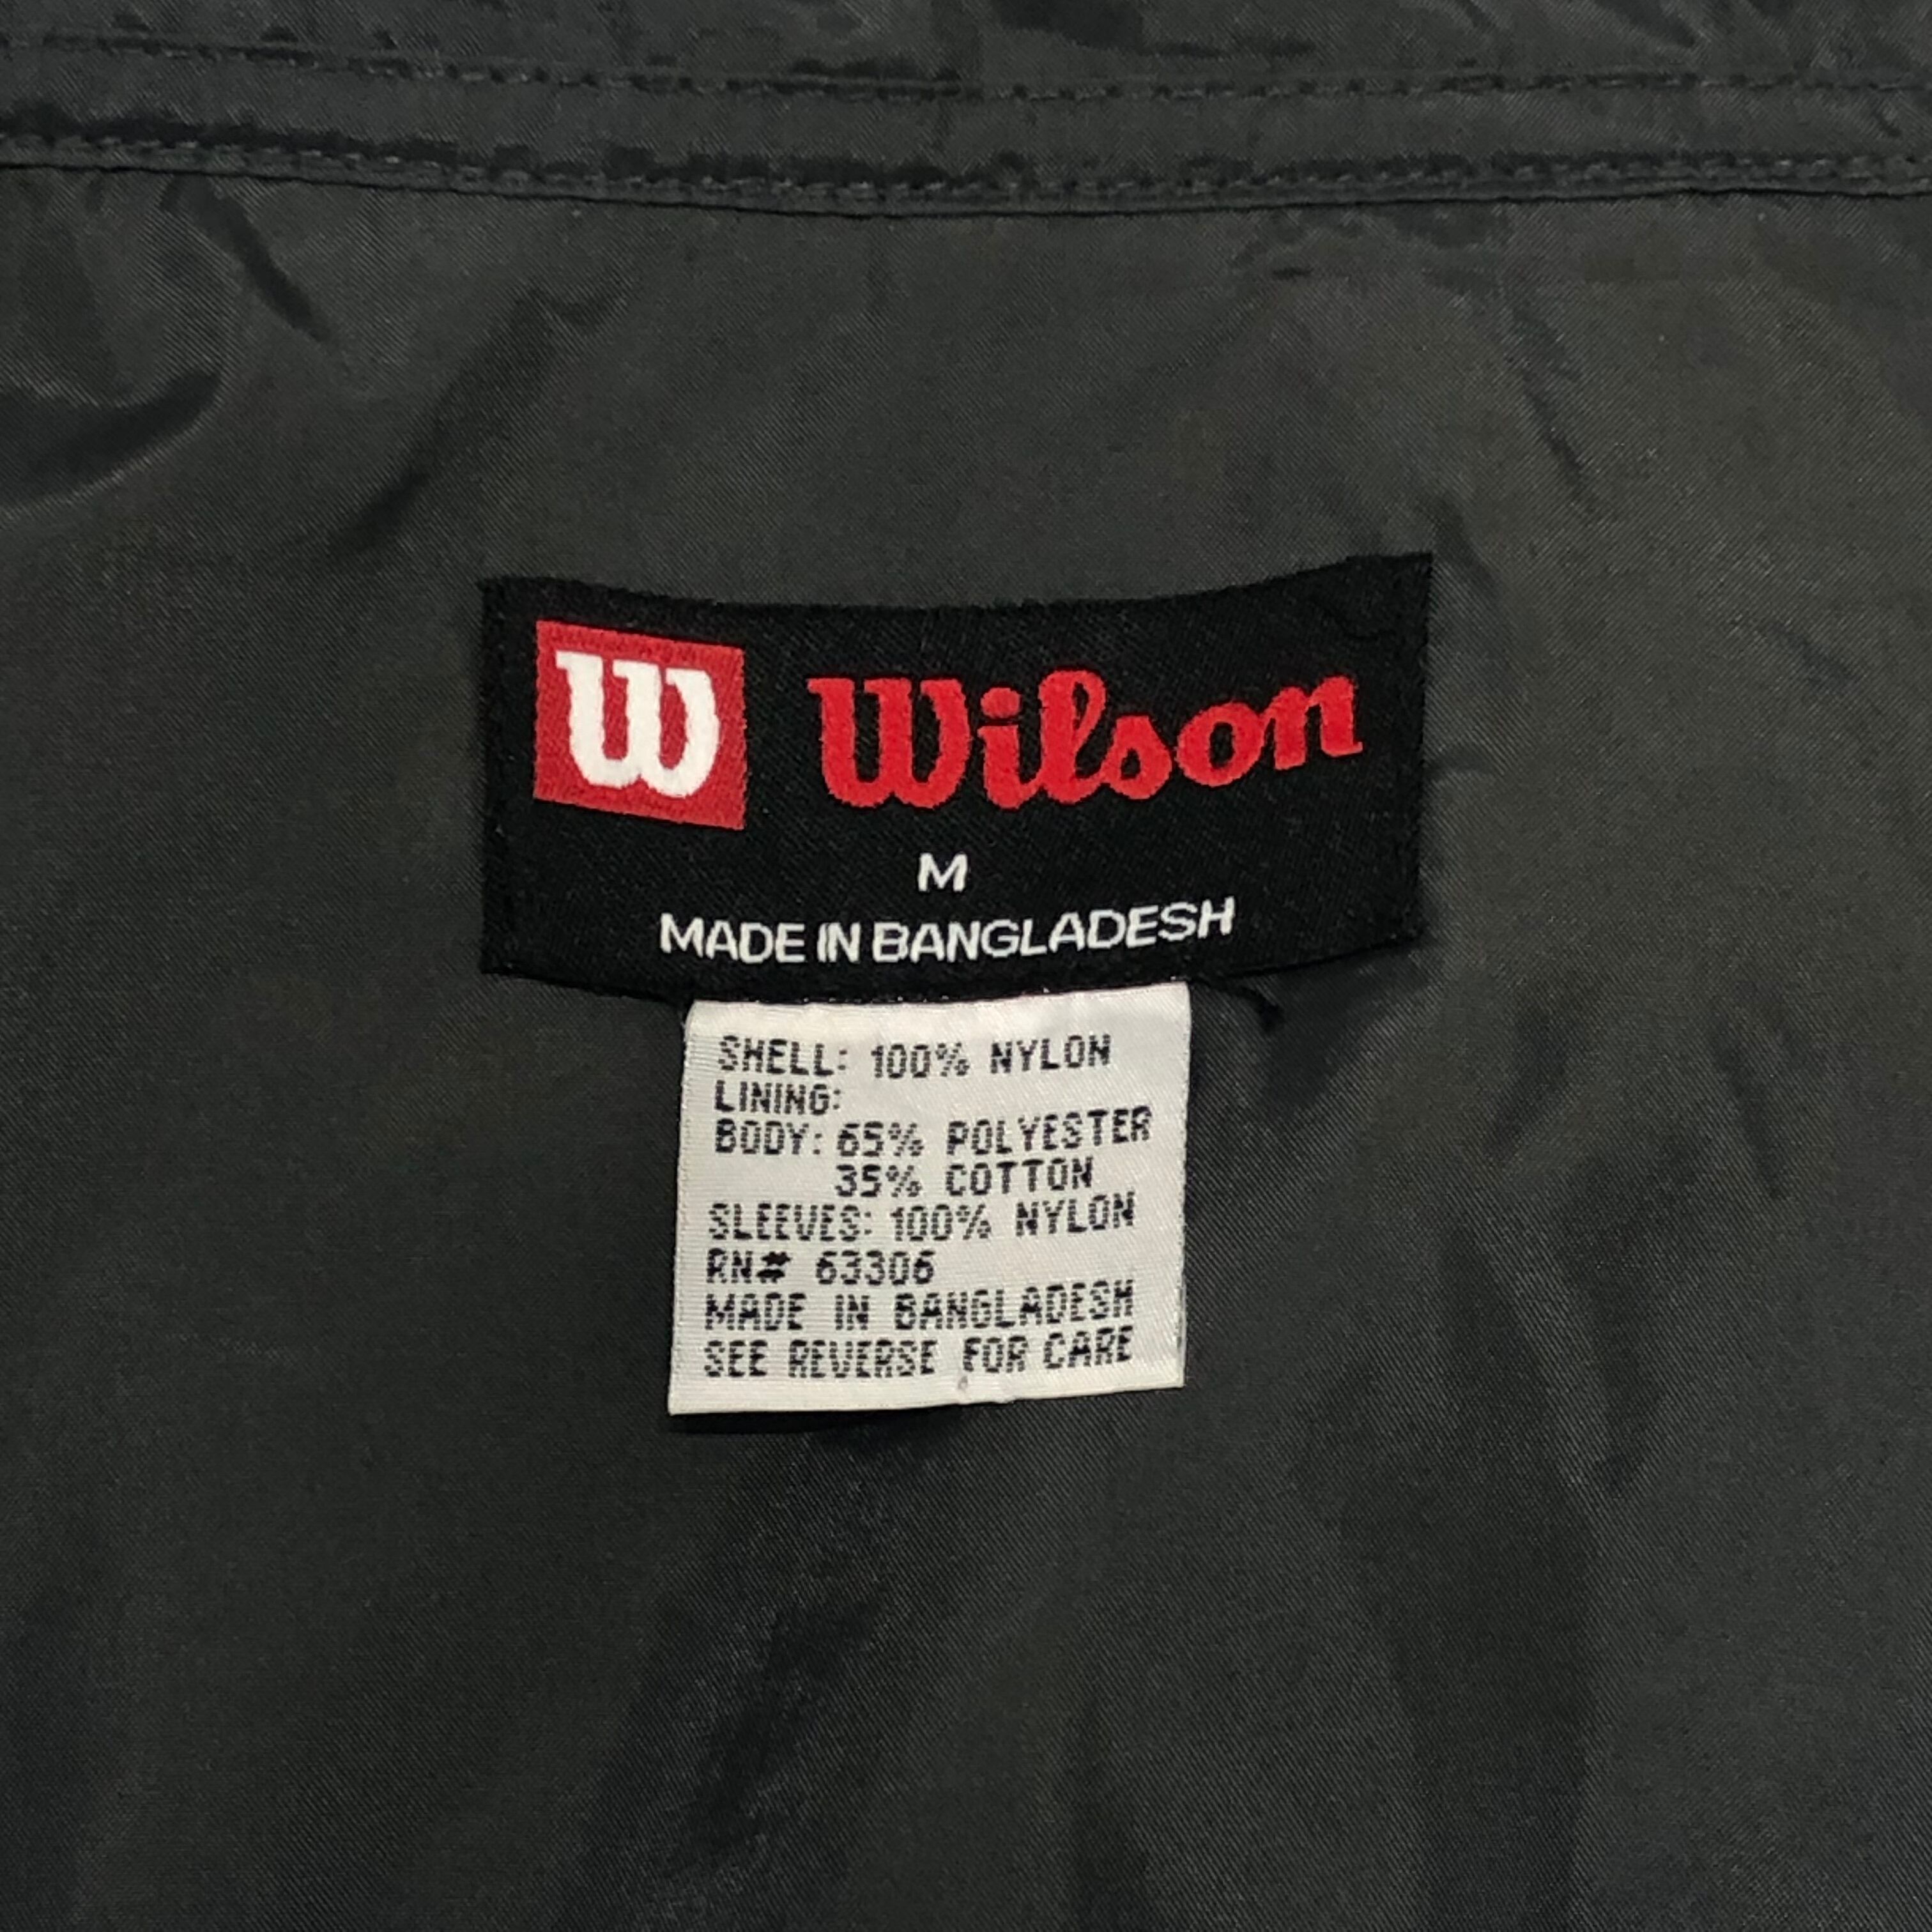 W Wilson
M
MADE IN BANGLADESH
SHELL: 100% NYLON
LINING:
BODY: 65% POLYESTER
35% COTTON
SLEEVES: 100% NYLON
RN# 63306
MADE IN BANGLADESH
SEE REVERSE FOR CARE